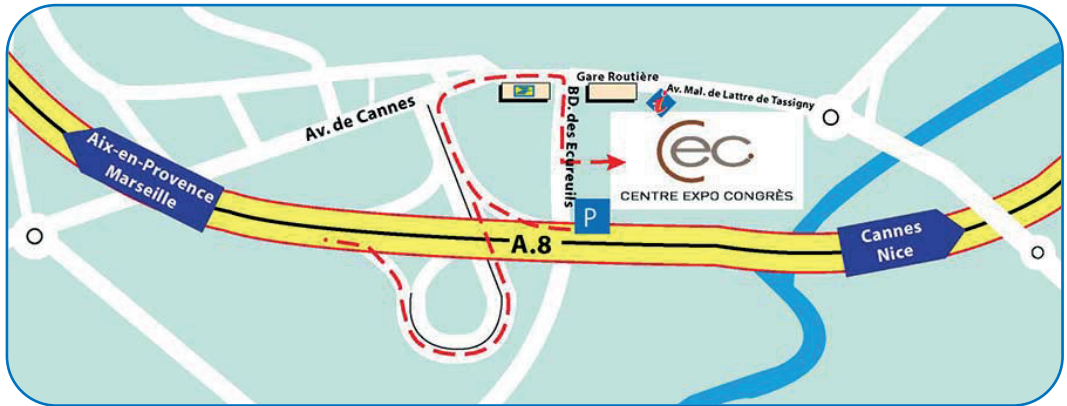 Gare Routière
Av. Mal. de Lattre de Tassigny
Av. de Cannes
BD. des Ecureuils
i
Cec.
CENTRE EXPO CONGRÈS
Aix-en-Provence
Marseille
P
A.8
Cannes
Nice